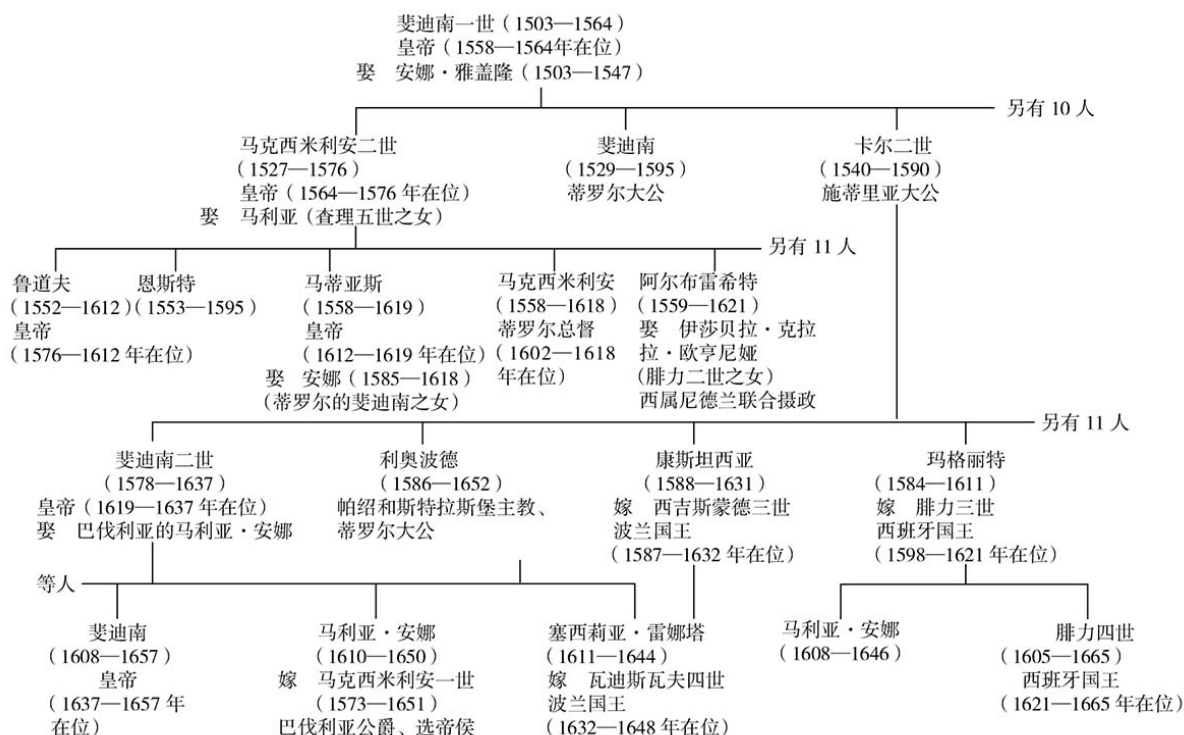 斐迪南一世（1503—1564）
皇帝（1558—1564年在位）
娶 安娜·雅盖隆（1503—1547）
另有 10 人
马克西米利安二世
（1527—1576）
皇帝（1564—1576 年在位）
娶 马利亚（查理五世之女）
斐迪南
（1529—1595）
蒂罗尔大公
卡尔二世
（1540—1590）
施蒂里亚大公
另有 11 人
鲁道夫
（1552—1612）
皇帝
（1576—1612 年在位）
恩斯特
（1553—1595）
马蒂亚斯
（1558—1619）
皇帝
（1612—1619 年在位）
娶 安娜（1585—1618）
（蒂罗尔的斐迪南之女）
马克西米利安
（1558—1618）
蒂罗尔总督
（1602—1618
年在位）
阿尔布雷希特
（1559—1621）
娶 伊莎贝拉·克拉
拉·欧亨尼娅
（腓力二世之女）
西属尼德兰联合摄政
另有 11 人
斐迪南二世
（1578—1637）
皇帝（1619—1637 年在位）
娶 巴伐利亚的马利亚·安娜
利奥波德
（1586—1652）
帕绍和斯特拉斯堡主教、
蒂罗尔大公
康斯坦西亚
（1588—1631）
嫁 西吉斯蒙德三世
波兰国王
（1587—1632 年在位）
玛格丽特
（1584—1611）
嫁 腓力三世
西班牙国王
（1598—1621 年在位）
等人
斐迪南
（1608—1657）
皇帝
（1637—1657 年
在位）
马利亚·安娜
（1610—1650）
嫁 马克西米利安一世
（1573—1651）
巴伐利亚公爵、选帝侯
塞西莉亚·雷娜塔
（1611—1644）
嫁 瓦迪斯瓦夫四世
波兰国王
（1632—1648 年在位）
马利亚·安娜
（1608—1646）
腓力四世
（1605—1665）
西班牙国王
（1621—1665 年在位）